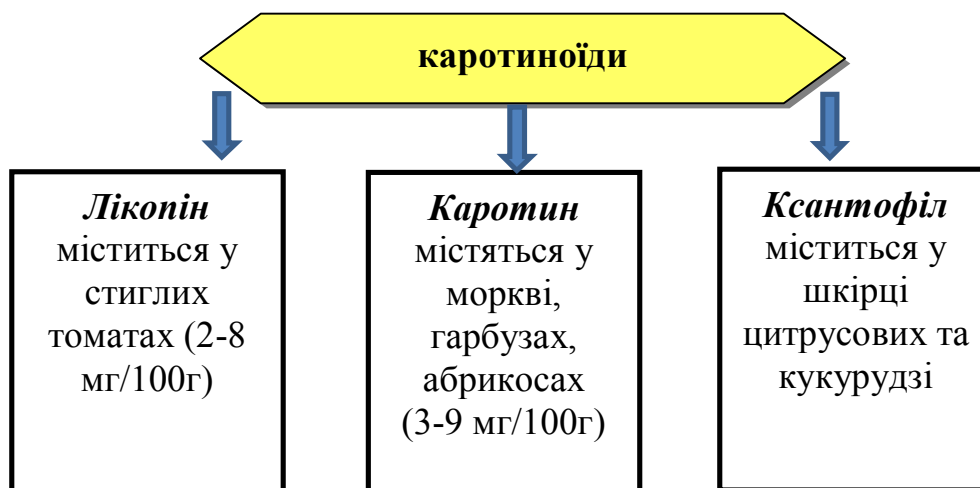 каротиноїди
Лікопін
міститься у
стиглих
томатах (2-8
мг/100г)
Каротин
містяться у
моркві,
гарбузах,
абрикосах
(3-9 мг/100г)
Ксантофіл
міститься у
шкірці
цитрусових та
кукурудзі